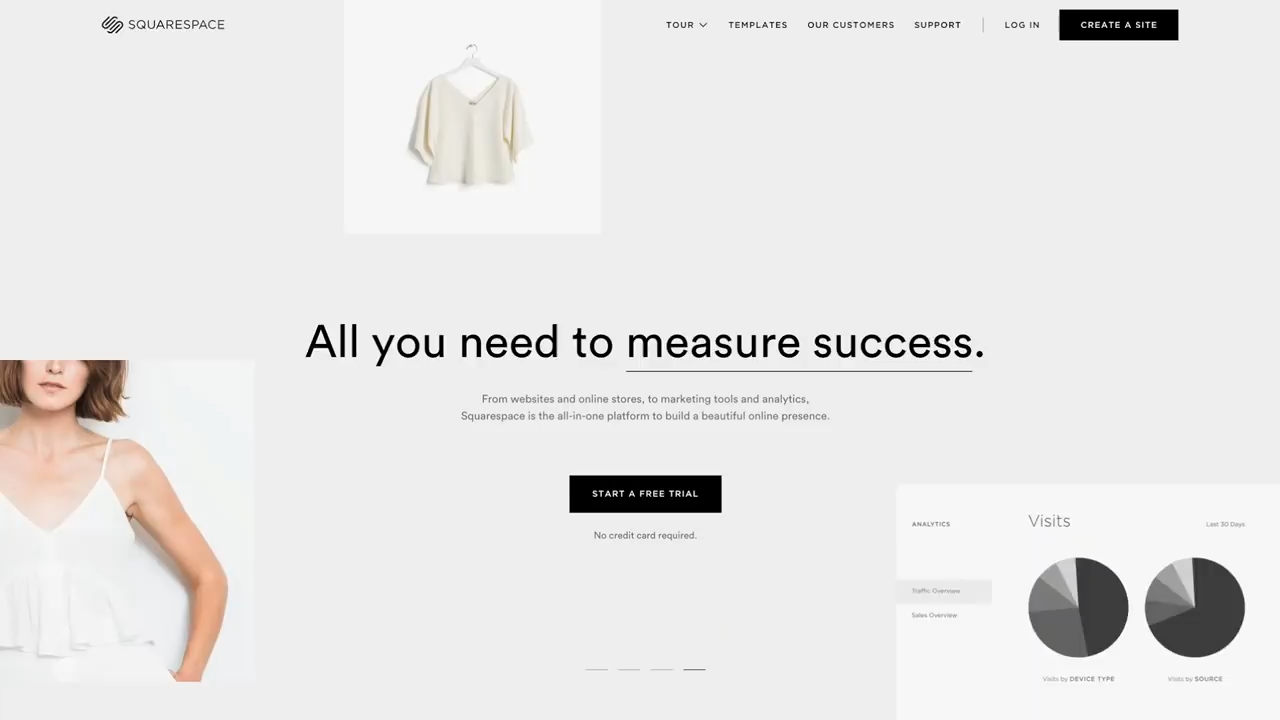 SQUARESPACE
TOUR
TEMPLATES
OUR CUSTOMERS
SUPPORT
LOG IN
CREATE A SITE
All you need to measure success.
From websites and online stores, to marketing tools and analytics,
Squarespace is the all-in-one platform to build a beautiful online presence.
START A FREE TRIAL
No credit card required.
ANALYTICS
Visits
Last 30 Days
Traffic Overview
Sales Overview
Visits by DEVICE TYPE
Visits by SOURCE